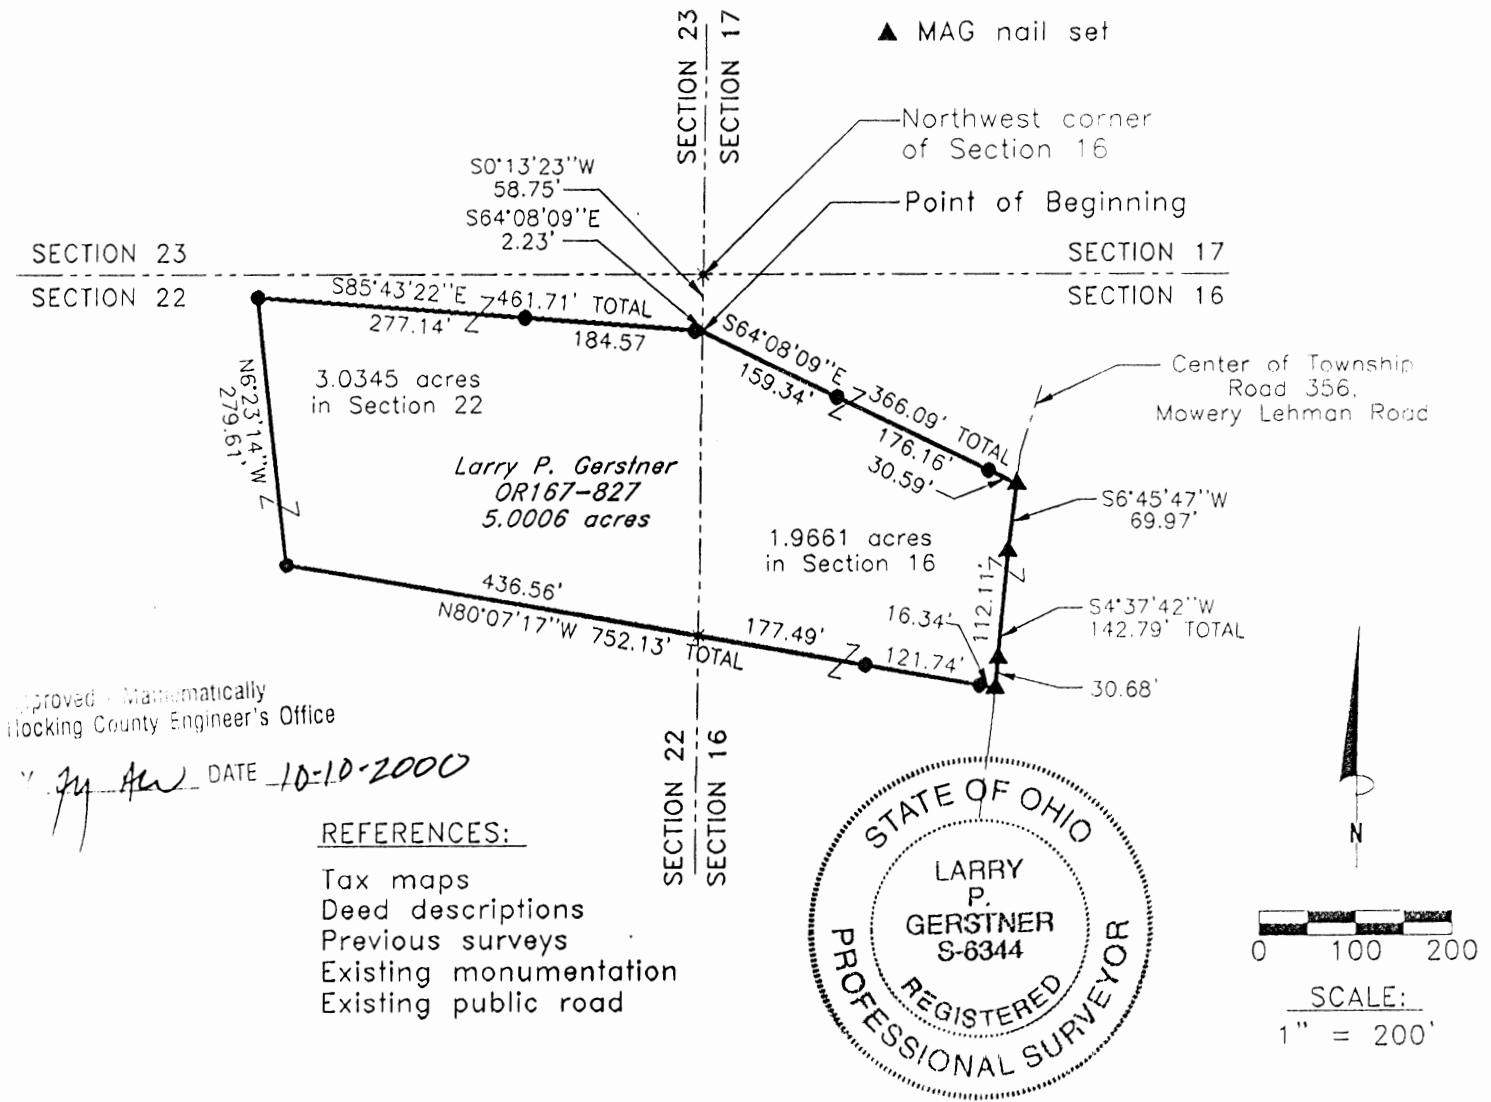 SECTION 23
SECTION 17
▲ MAG nail set
Northwest corner
of Section 16
S0°13'23"W
58.75'
Point of Beginning
S64°08'09"E
2.23'
SECTION 23
SECTION 17
SECTION 22
SECTION 16
S85°43'22"E 461.71' TOTAL
277.14' 184.57
S64°08'09"E 366.09' TOTAL
159.34' 176.16' 30.59'
Center of Township
Road 356,
Mowery Lehman Road
3.0345 acres
in Section 22
N6°23'14"W
279.61'
Larry P. Gerstner
OR167-827
5.0006 acres
S6°45'47"W
69.97'
1.9661 acres
in Section 16
112.11'
S4°37'42"W
142.79' TOTAL
16.34'
30.68'
436.56' 177.49' 121.74'
N80°07'17"W 752.13' TOTAL
Mathematically
Hocking County Engineer's Office
DATE 10-10-2000
SECTION 22
SECTION 16
REFERENCES:
Tax maps
Deed descriptions
Previous surveys
Existing monumentation
Existing public road
STATE OF OHIO
LARRY
P.
GERSTNER
S-6344
REGISTERED
PROFESSIONAL SURVEYOR
N
0 100 200
SCALE:
1" = 200'